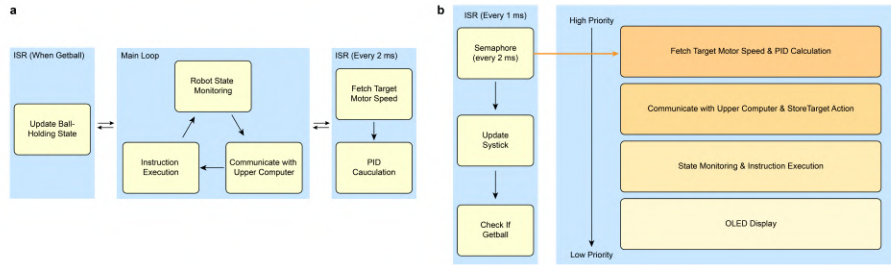 a
ISR (When Getball)
Update Ball-
Holding State
Main Loop
Robot State
Monitoring
Instruction
Execution
Communicate with
Upper Computer
ISR (Every 2 ms)
Fetch Target
Motor Speed
PID
Cauculation
b
ISR (Every 1 ms)
Semaphore
(every 2 ms)
Update
Systick
Check If
Getball
High Priority
Low Priority
Fetch Target Motor Speed & PID Calculation
Communicate with Upper Computer & StoreTarget Action
State Monitoring & Instruction Execution
OLED Display